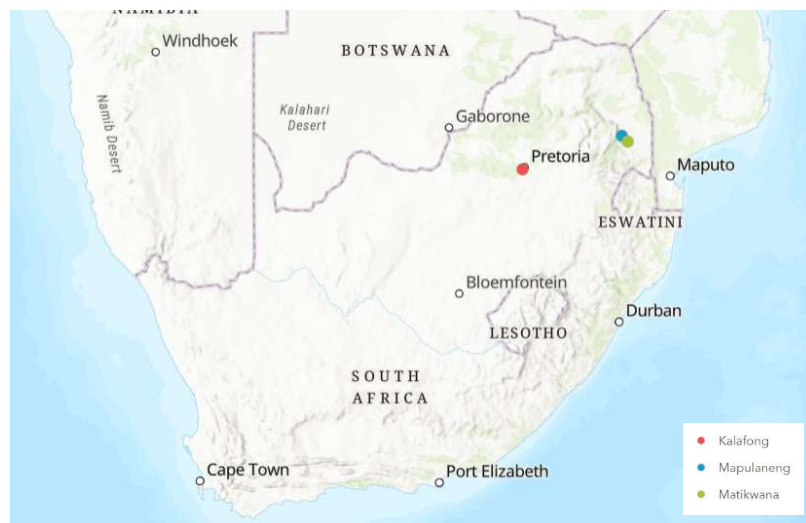 NAMIBIA
Windhoek
BOTSWANA
Kalahari
Desert
Namib Desert
Gaborone
Pretoria
Maputo
ESWATINI
Bloemfontein
Durban
LESOTHO
SOUTH
AFRICA
Cape Town
Port Elizabeth
Kalafong
Mapulaneng
Matikwana